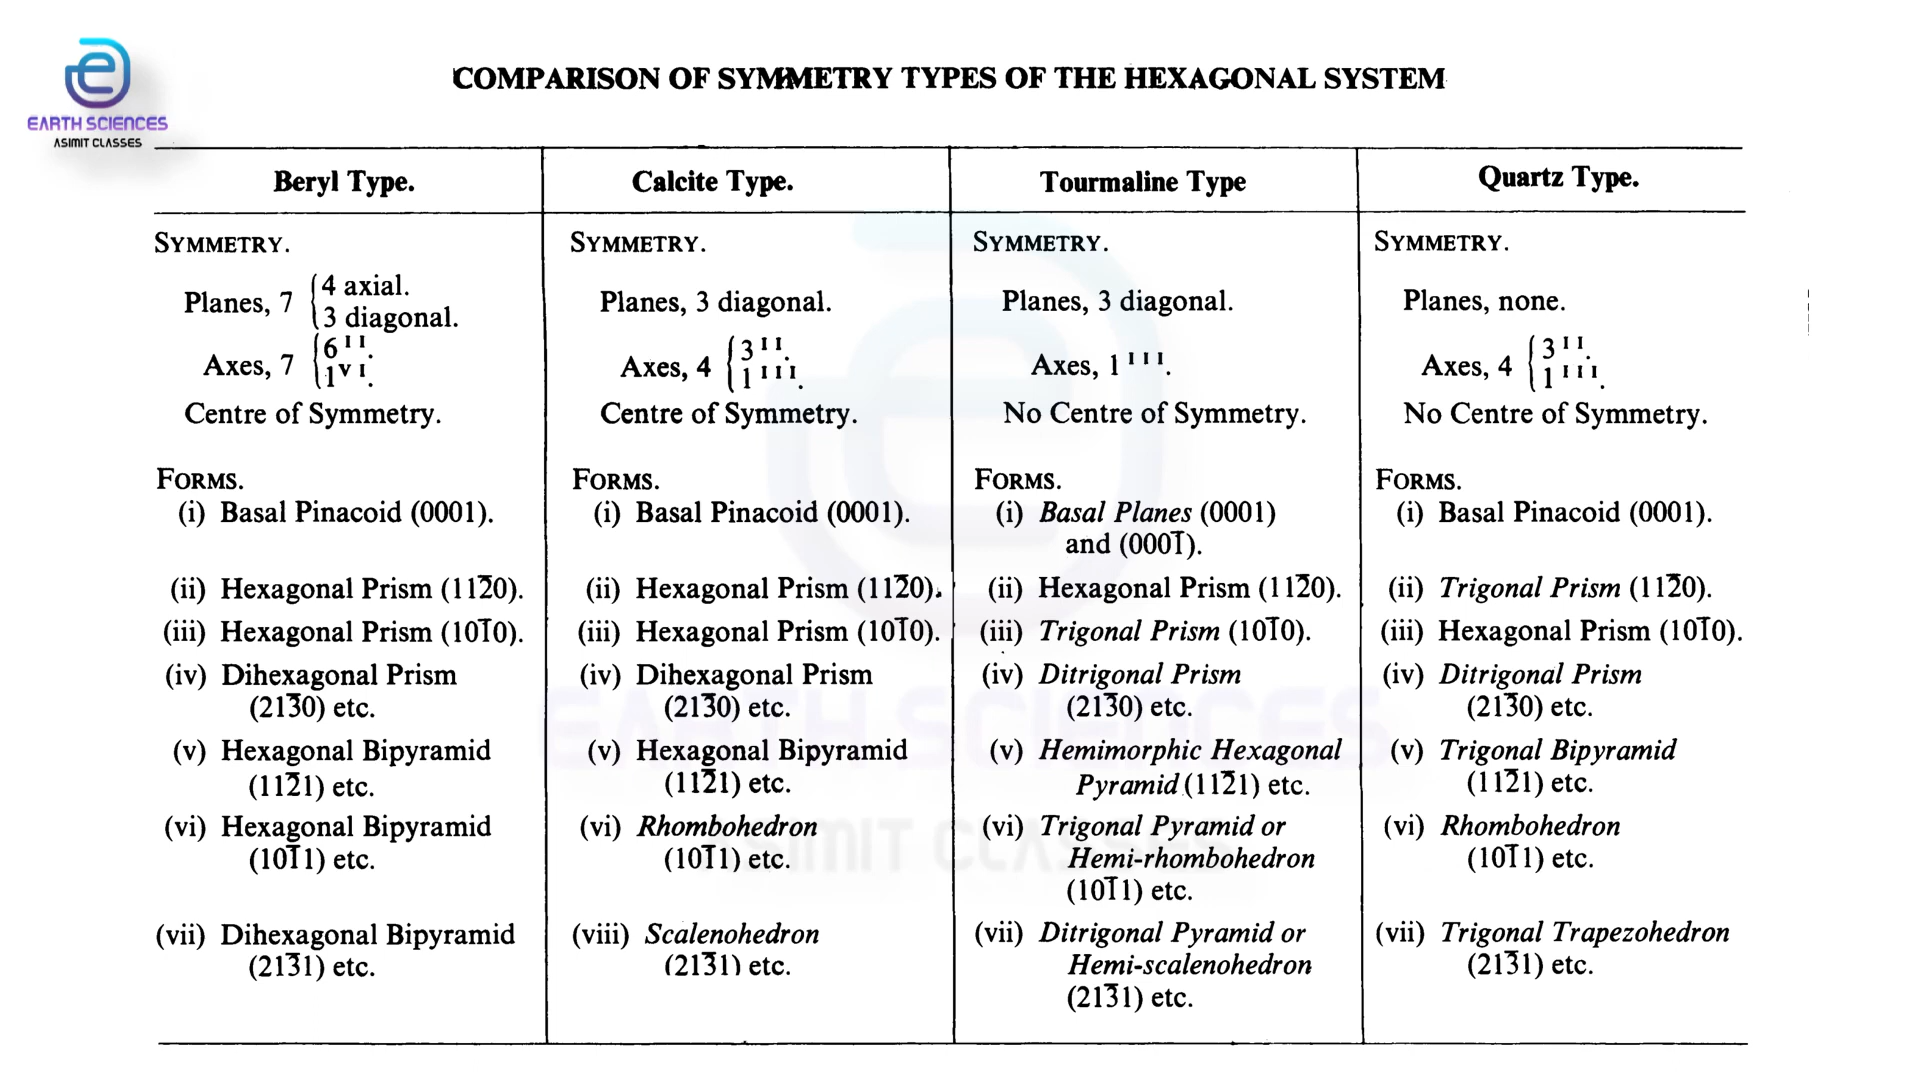 EARTH SCIENCES
ASIMIT CLASSES
COMPARISON OF SYMMETRY TYPES OF THE HEXAGONAL SYSTEM
Beryl Type.
SYMMETRY.
Planes, 7 {4 axial.
3 diagonal.
Axes, 7 {6 II.
1 VI.
Centre of Symmetry.
FORMS.
(i) Basal Pinacoid (0001).
(ii) Hexagonal Prism (112̅0).
(iii) Hexagonal Prism (101̅0).
(iv) Dihexagonal Prism
(213̅0) etc.
(v) Hexagonal Bipyramid
(112̅1) etc.
(vi) Hexagonal Bipyramid
(101̅1) etc.
(vii) Dihexagonal Bipyramid
(213̅1) etc.
Calcite Type.
SYMMETRY.
Planes, 3 diagonal.
Axes, 4 {3 II.
1 III.
Centre of Symmetry.
FORMS.
(i) Basal Pinacoid (0001).
(ii) Hexagonal Prism (112̅0).
(iii) Hexagonal Prism (101̅0).
(iv) Dihexagonal Prism
(213̅0) etc.
(v) Hexagonal Bipyramid
(112̅1) etc.
(vi) Rhombohedron
(101̅1) etc.
(viii) Scalenohedron
(213̅1) etc.
Tourmaline Type
SYMMETRY.
Planes, 3 diagonal.
Axes, 1 III.
No Centre of Symmetry.
FORMS.
(i) Basal Planes (0001)
and (0001̅).
(ii) Hexagonal Prism (112̅0).
(iii) Trigonal Prism (101̅0).
(iv) Ditrigonal Prism
(213̅0) etc.
(v) Hemimorphic Hexagonal
Pyramid (112̅1) etc.
(vi) Trigonal Pyramid or
Hemi-rhombohedron
(101̅1) etc.
(vii) Ditrigonal Pyramid or
Hemi-scalenohedron
(213̅1) etc.
Quartz Type.
SYMMETRY.
Planes, none.
Axes, 4 {3 II.
1 III.
No Centre of Symmetry.
FORMS.
(i) Basal Pinacoid (0001).
(ii) Trigonal Prism (112̅0).
(iii) Hexagonal Prism (101̅0).
(iv) Ditrigonal Prism
(213̅0) etc.
(v) Trigonal Bipyramid
(112̅1) etc.
(vi) Rhombohedron
(101̅1) etc.
(vii) Trigonal Trapezohedron
(213̅1) etc.
EARTH SCIENCES
ASIMIT CLASSES